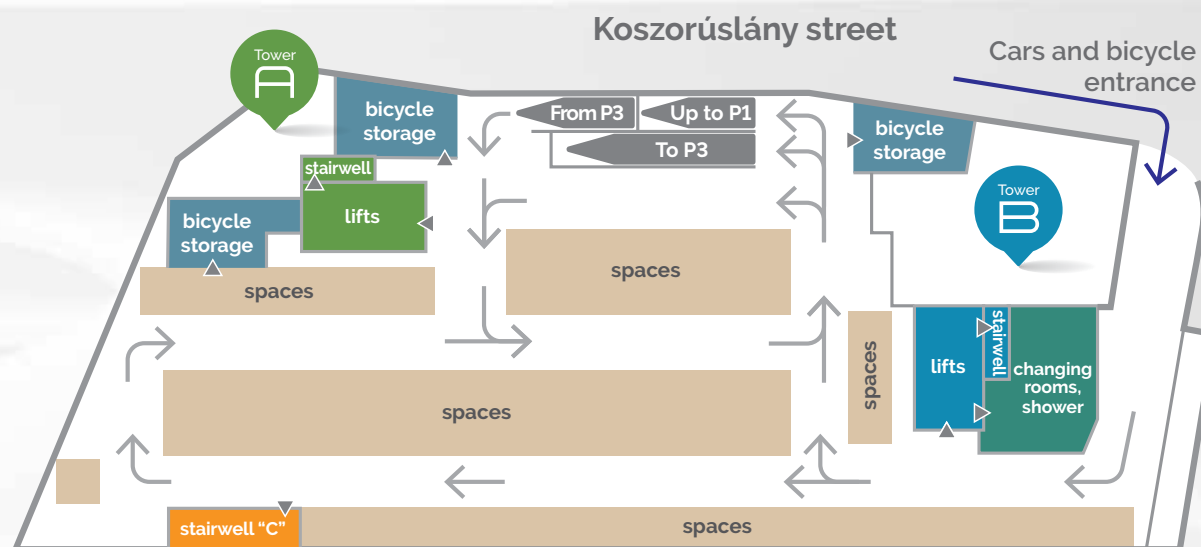 Koszorúslány street
Cars and bicycle
entrance
Tower
A
bicycle
storage
From P3
Up to P1
To P3
bicycle
storage
stairwell
lifts
Tower
B
bicycle
storage
spaces
spaces
spaces
lifts
stairwell
changing
rooms,
shower
spaces
stairwell “C”
spaces